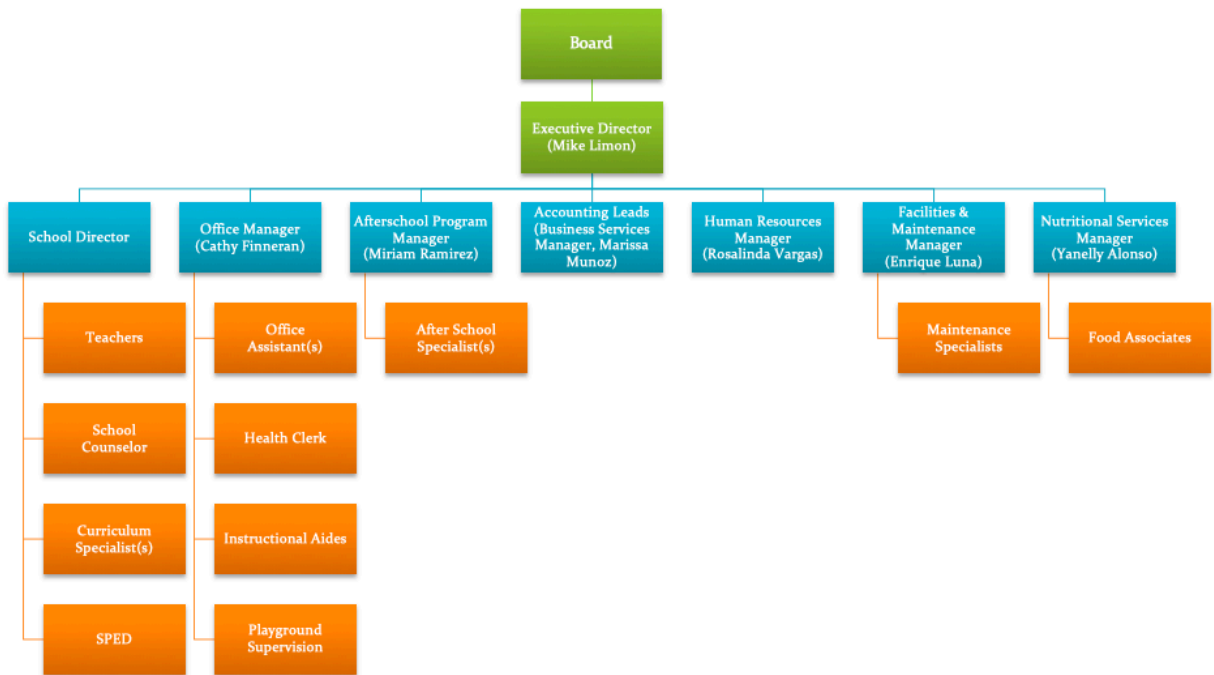 Board
Executive Director
(Mike Limon)
School Director
Office Manager
(Cathy Finneran)
Afterschool Program
Manager
(Miriam Ramirez)
Accounting Leads
(Business Services
Manager, Marissa
Munoz)
Human Resources
Manager
(Rosalinda Vargas)
Facilities &
Maintenance
Manager
(Enrique Luna)
Nutritional Services
Manager
(Yanelly Alonso)
Teachers
Office
Assistant(s)
After School
Specialist(s)
Maintenance
Specialists
Food Associates
School
Counselor
Health Clerk
Curriculum
Specialist(s)
Instructional Aides
SPED
Playground
Supervision